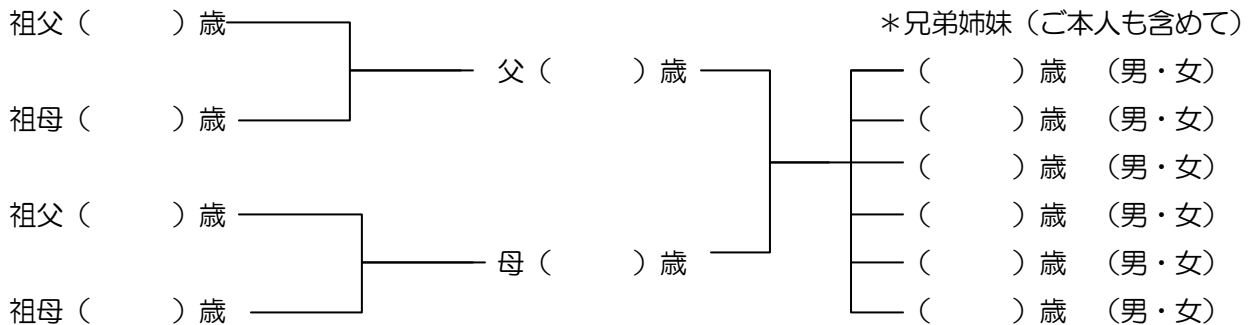 ＊兄弟姉妹（ご本人も含めて）
祖父（　　　）歳
父（　　　）歳　（　　　）歳　（男・女）
祖母（　　　）歳　（　　　）歳　（男・女）
（　　　）歳　（男・女）
祖父（　　　）歳　（　　　）歳　（男・女）
母（　　　）歳　（　　　）歳　（男・女）
祖母（　　　）歳　（　　　）歳　（男・女）